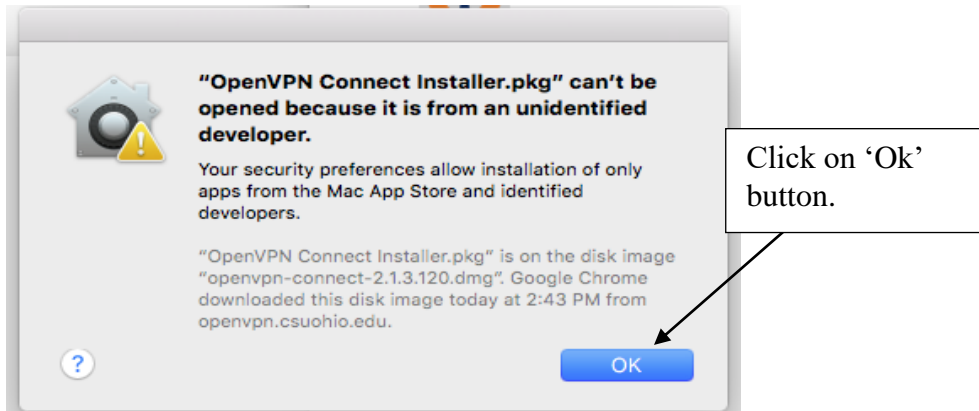 “OpenVPN Connect Installer.pkg” can’t be
opened because it is from an unidentified
developer.
Your security preferences allow installation of only
apps from the Mac App Store and identified
developers.
“OpenVPN Connect Installer.pkg” is on the disk image
“openvpn-connect-2.1.3.120.dmg”. Google Chrome
downloaded this disk image today at 2:43 PM from
openvpn.csuohio.edu.
?
OK
Click on ‘Ok’
button.